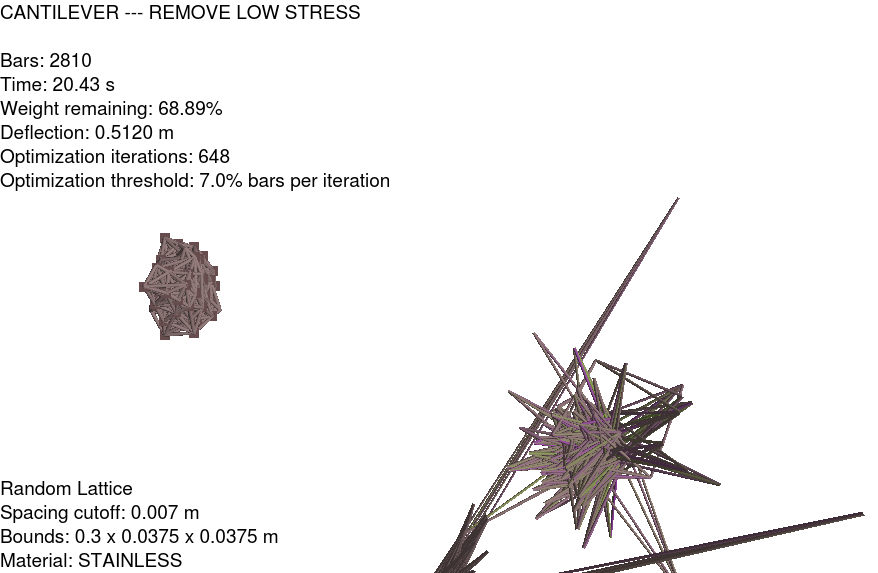 CANTILEVER --- REMOVE LOW STRESS
Bars: 2810
Time: 20.43 s
Weight remaining: 68.89%
Deflection: 0.5120 m
Optimization iterations: 648
Optimization threshold: 7.0% bars per iteration
Random Lattice
Spacing cutoff: 0.007 m
Bounds: 0.3 x 0.0375 x 0.0375 m
Material: STAINLESS